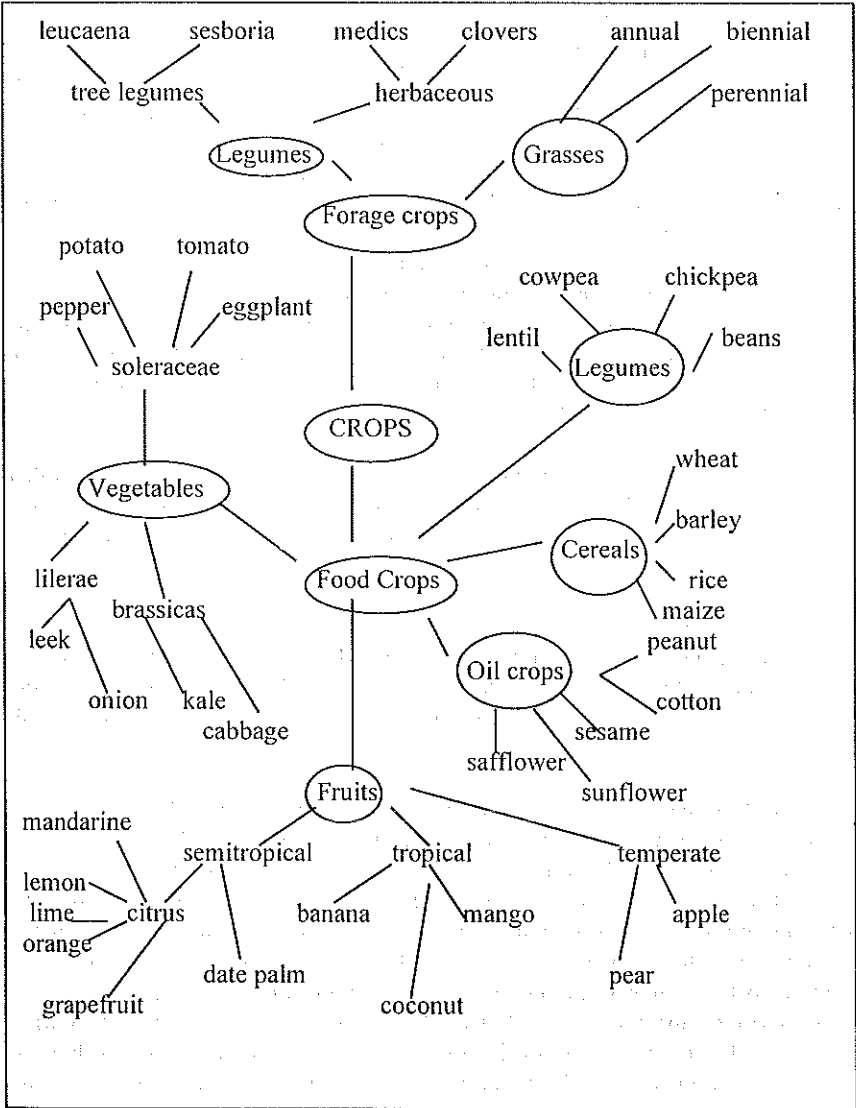 leucaena sesboria medics clovers annual biennial
tree legumes herbaceous perennial
Legumes Grasses
Forage crops
potato tomato
cowpea chickpea
pepper eggplant
lentil beans
soleraceae Legumes
CROPS
wheat
Vegetables
barley
Cereals
lilerae Food Crops rice
brassicas maize
leek peanut
Oil crops
onion kale cotton
cabbage sesame
safflower
Fruits sunflower
mandarine
semitropical tropical temperate
lemon
lime citrus banana mango apple
orange
date palm pear
grapefruit coconut